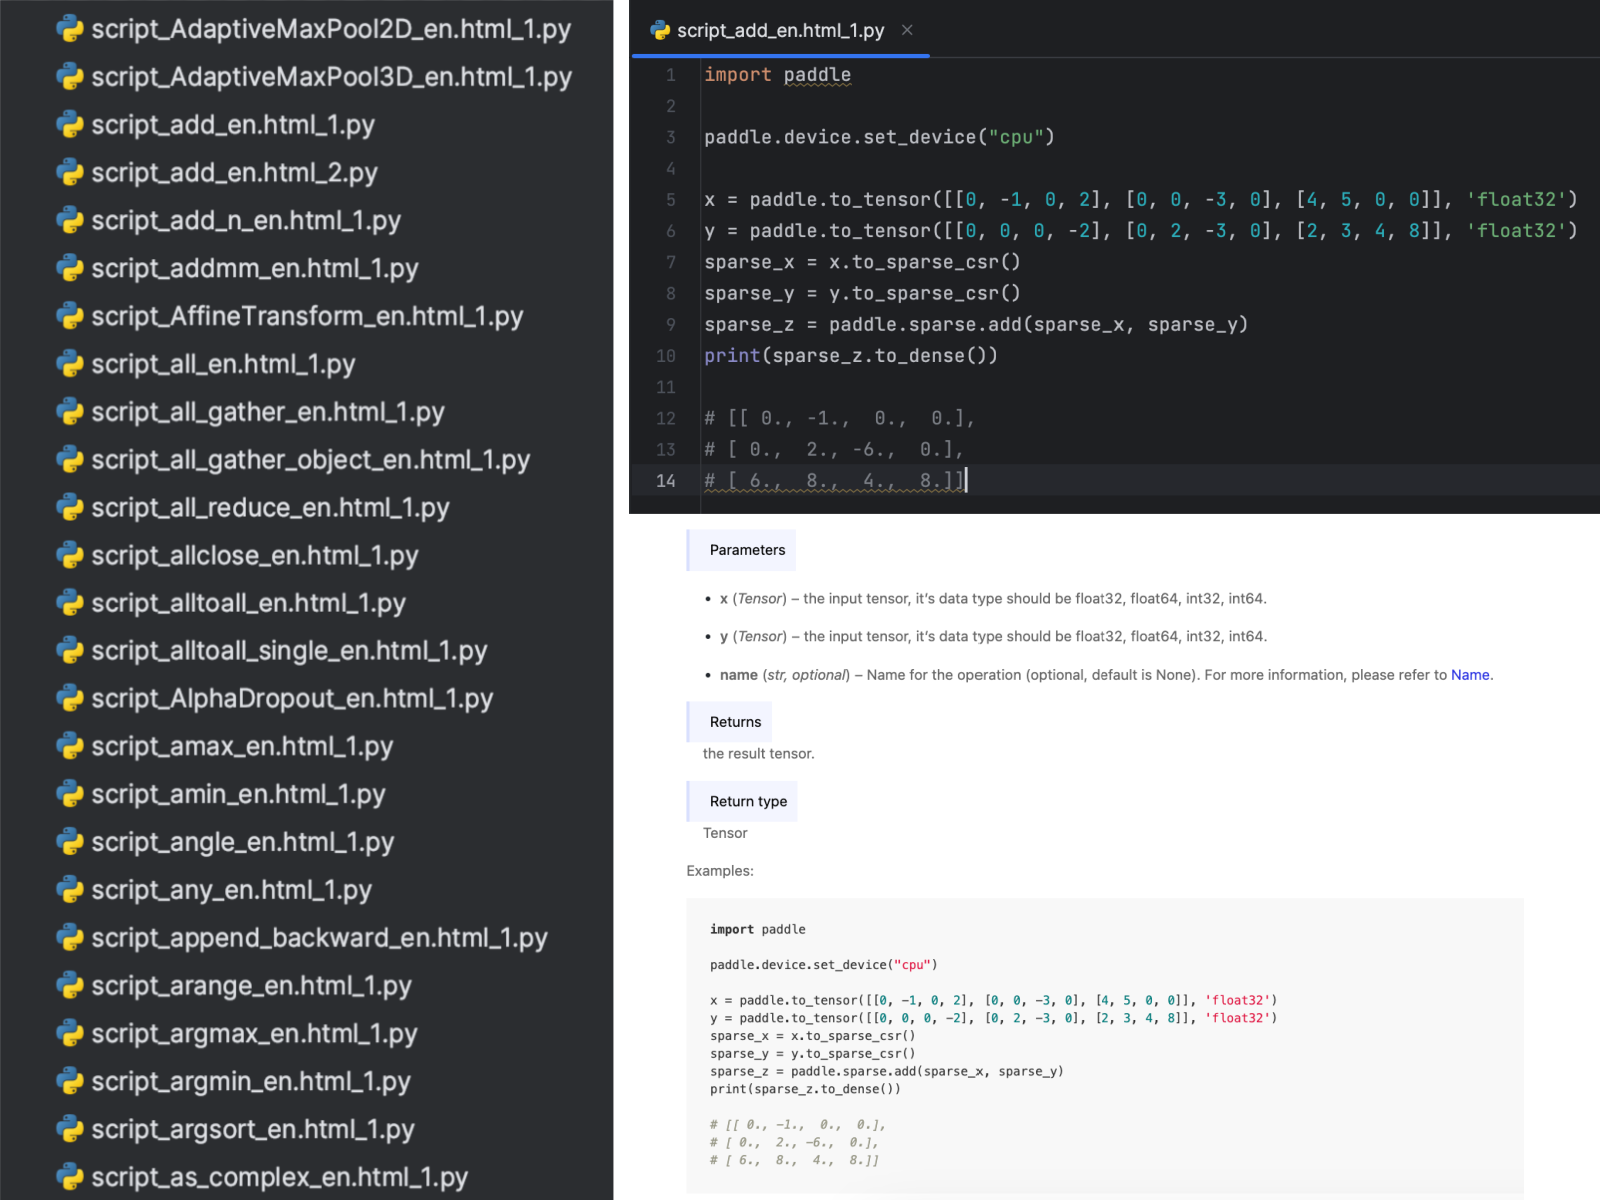 script_AdaptiveMaxPool2D_en.html_1.py
script_AdaptiveMaxPool3D_en.html_1.py
script_add_en.html_1.py
script_add_en.html_2.py
script_add_n_en.html_1.py
script_addmm_en.html_1.py
script_AffineTransform_en.html_1.py
script_all_en.html_1.py
script_all_gather_en.html_1.py
script_all_gather_object_en.html_1.py
script_all_reduce_en.html_1.py
script_allclose_en.html_1.py
script_alltoall_en.html_1.py
script_alltoall_single_en.html_1.py
script_AlphaDropout_en.html_1.py
script_amax_en.html_1.py
script_amin_en.html_1.py
script_angle_en.html_1.py
script_any_en.html_1.py
script_append_backward_en.html_1.py
script_arange_en.html_1.py
script_argmax_en.html_1.py
script_argmin_en.html_1.py
script_argsort_en.html_1.py
script_as_complex_en.html_1.py
script_add_en.html_1.py ×
1 import paddle
2
3 paddle.device.set_device("cpu")
4
5 x = paddle.to_tensor([[0, -1, 0, 2], [0, 0, -3, 0], [4, 5, 0, 0]], 'float32')
6 y = paddle.to_tensor([[0, 0, 0, -2], [0, 2, -3, 0], [2, 3, 4, 8]], 'float32')
7 sparse_x = x.to_sparse_csr()
8 sparse_y = y.to_sparse_csr()
9 sparse_z = paddle.sparse.add(sparse_x, sparse_y)
10 print(sparse_z.to_dense())
11
12 # [[ 0., -1.,  0.,  0.],
13 # [ 0.,  2., -6.,  0.],
14 # [ 6.,  8.,  4.,  8.]]
Parameters
• x (Tensor) – the input tensor, it's data type should be float32, float64, int32, int64.
• y (Tensor) – the input tensor, it's data type should be float32, float64, int32, int64.
• name (str, optional) – Name for the operation (optional, default is None). For more information, please refer to Name.
Returns
the result tensor.
Return type
Tensor
Examples:
import paddle
paddle.device.set_device("cpu")
x = paddle.to_tensor([[0, -1, 0, 2], [0, 0, -3, 0], [4, 5, 0, 0]], 'float32')
y = paddle.to_tensor([[0, 0, 0, -2], [0, 2, -3, 0], [2, 3, 4, 8]], 'float32')
sparse_x = x.to_sparse_csr()
sparse_y = y.to_sparse_csr()
sparse_z = paddle.sparse.add(sparse_x, sparse_y)
print(sparse_z.to_dense())
# [[ 0., -1.,  0.,  0.],
# [ 0.,  2., -6.,  0.],
# [ 6.,  8.,  4.,  8.]]